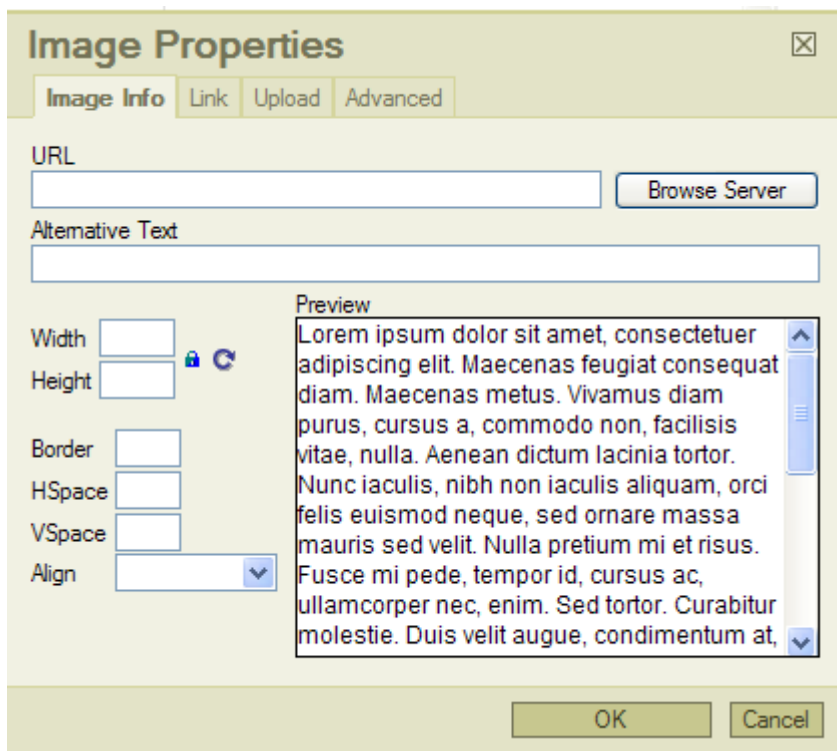 Image Properties
Image Info Link Upload Advanced
URL
Browse Server
Alternative Text
Width
Height
Border
HSpace
VSpace
Align
Preview
Lorem ipsum dolor sit amet, consectetuer
adipiscing elit. Maecenas feugiat consequat
diam. Maecenas metus. Vivamus diam
purus, cursus a, commodo non, facilisis
vitae, nulla. Aenean dictum lacinia tortor.
Nunc iaculis, nibh non iaculis aliquam, orci
felis euismod neque, sed ornare massa
mauris sed velit. Nulla pretium mi et risus.
Fusce mi pede, tempor id, cursus ac,
ullamcorper nec, enim. Sed tortor. Curabitur
molestie. Duis velit augue, condimentum at,
OK Cancel